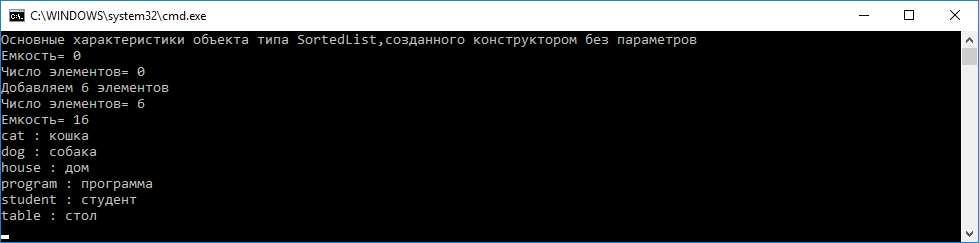 C:\WINDOWS\system32\cmd.exe
Основные характеристики объекта типа SortedList,созданного конструктором без параметров
Емкость= 0
Число элементов= 0
Добавляем 6 элементов
Число элементов= 6
Емкость= 16
cat : кошка
dog : собака
house : дом
program : программа
student : студент
table : стол